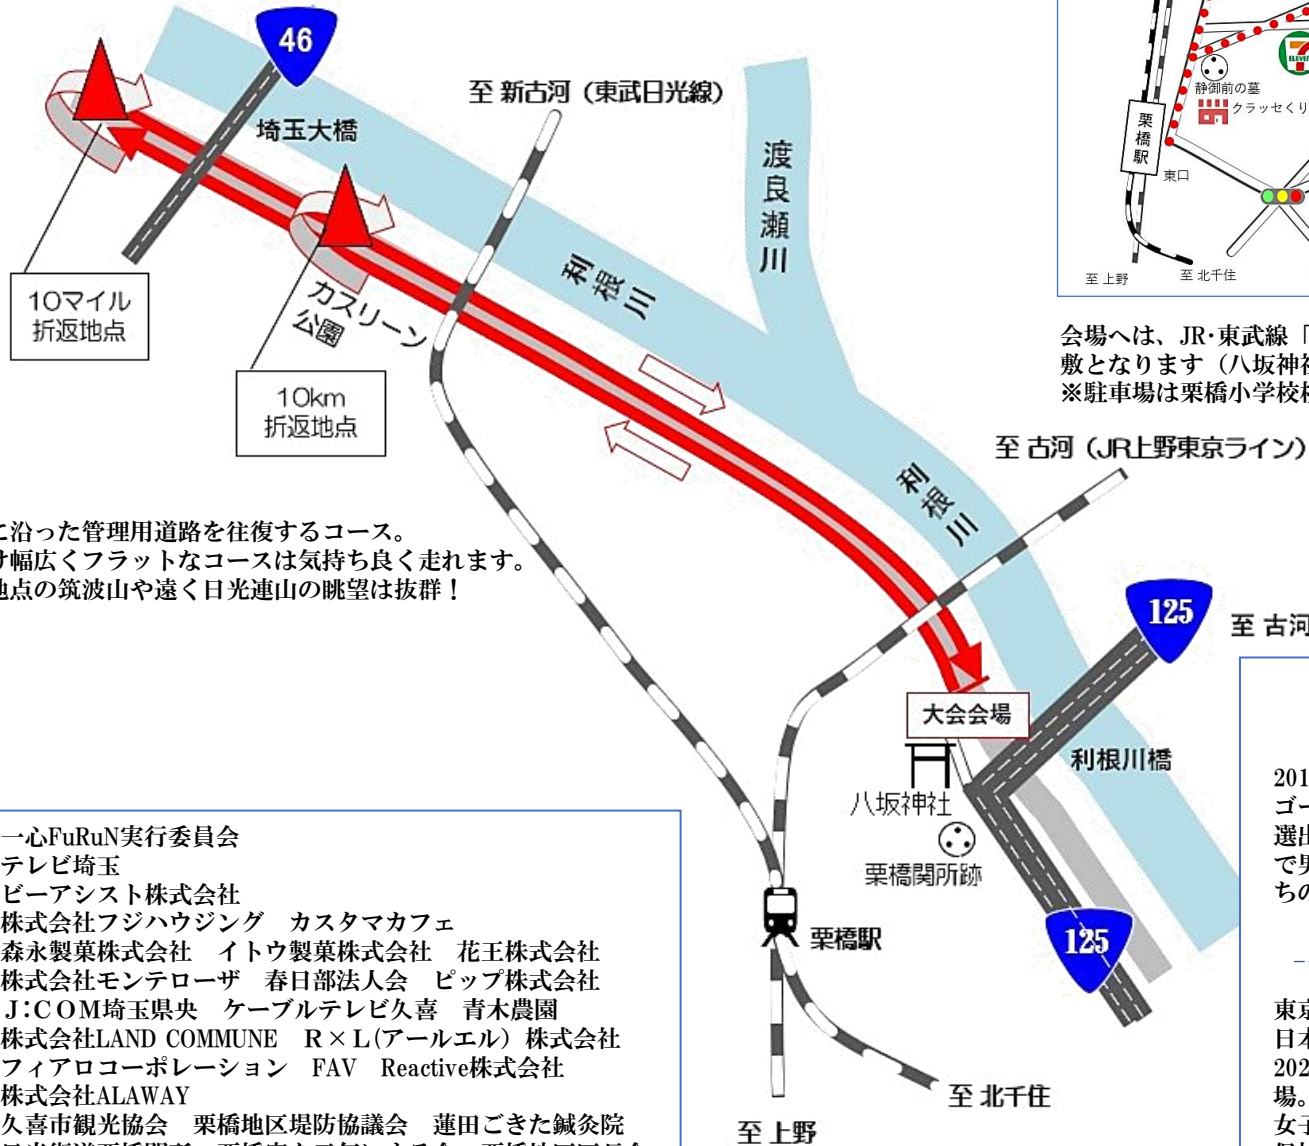 46
埼玉大橋
至 新古河（東武日光線）
渡良瀬川
利根川
カスリーン
公園
10マイル
折返地点
10km
折返地点
静御前の墓
クラッセくり
栗橋駅
東口
至 上野
至 北千住
会場へは、JR･東武線「
敷となります（八坂神
※駐車場は栗橋小学校
至 古河（JR上野東京ライン）
利根川
に沿った管理用道路を往復するコース。
け幅広くフラットなコースは気持ち良く走れます。
地点の筑波山や遠く日光連山の眺望は抜群！
125
至 古河
大会会場
利根川橋
八坂神社
栗橋関所跡
125
栗橋駅
至 北千住
至 上野
一心FuRuN実行委員会
テレビ埼玉
ビーアシスト株式会社
株式会社フジハウジング　カスタマカフェ
森永製菓株式会社　イトウ製菓株式会社　花王株式会社
株式会社モンテローザ　春日部法人会　ピップ株式会社
J:COM埼玉県央　ケーブルテレビ久喜　青木農園
株式会社LAND COMMUNE　R×L(アールエル）株式会社
フィアロコーポレーション　FAV　Reactive株式会社
株式会社ALAWAY
久喜市観光協会　栗橋地区堤防協議会　蓮田ごきた鍼灸院
201
ゴー
選出
で男
ちの
東京
日本
202
場。
女子